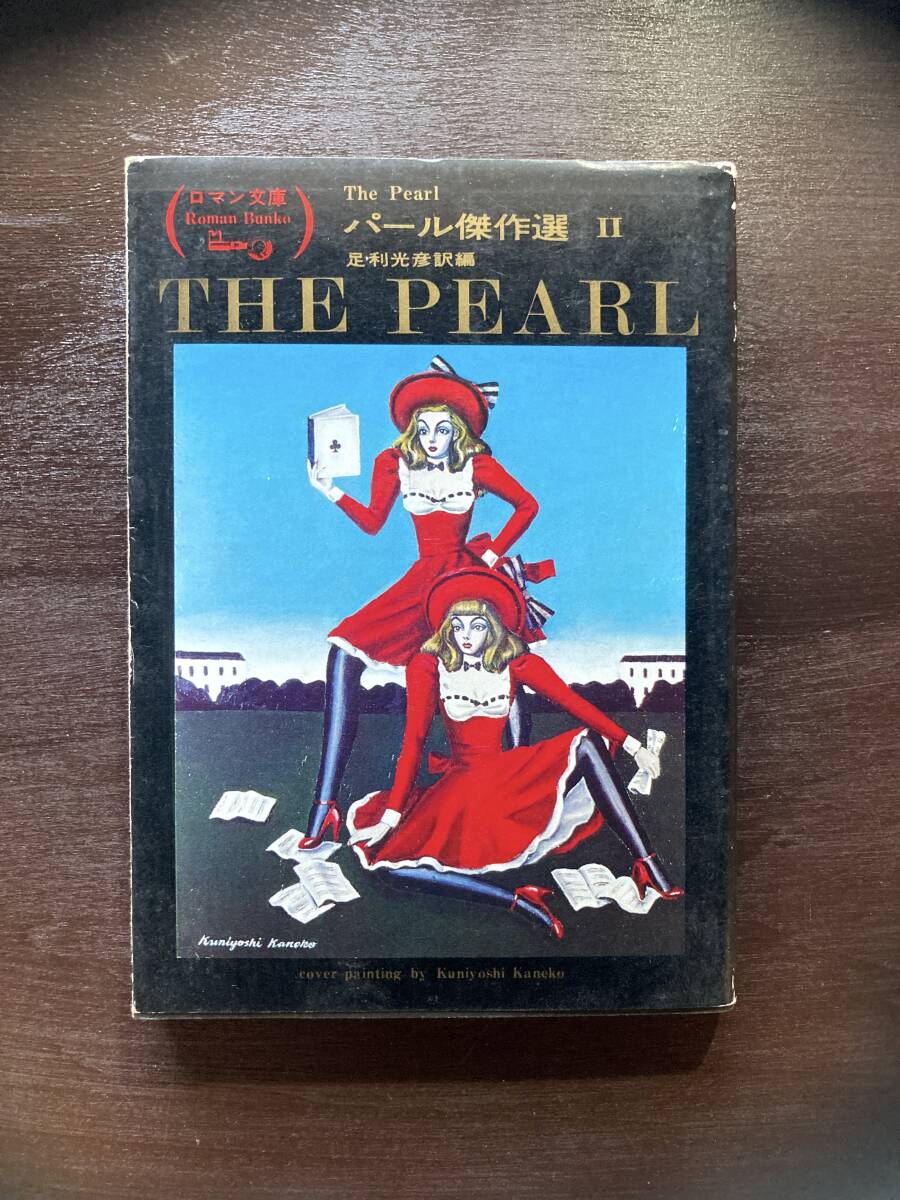 ロマン文庫
Roman Bunko
The Pearl
パール傑作選 II
足利光彦訳編
THE PEARL
Kuniyoshi Kaneko
cover painting by Kuniyoshi Kaneko